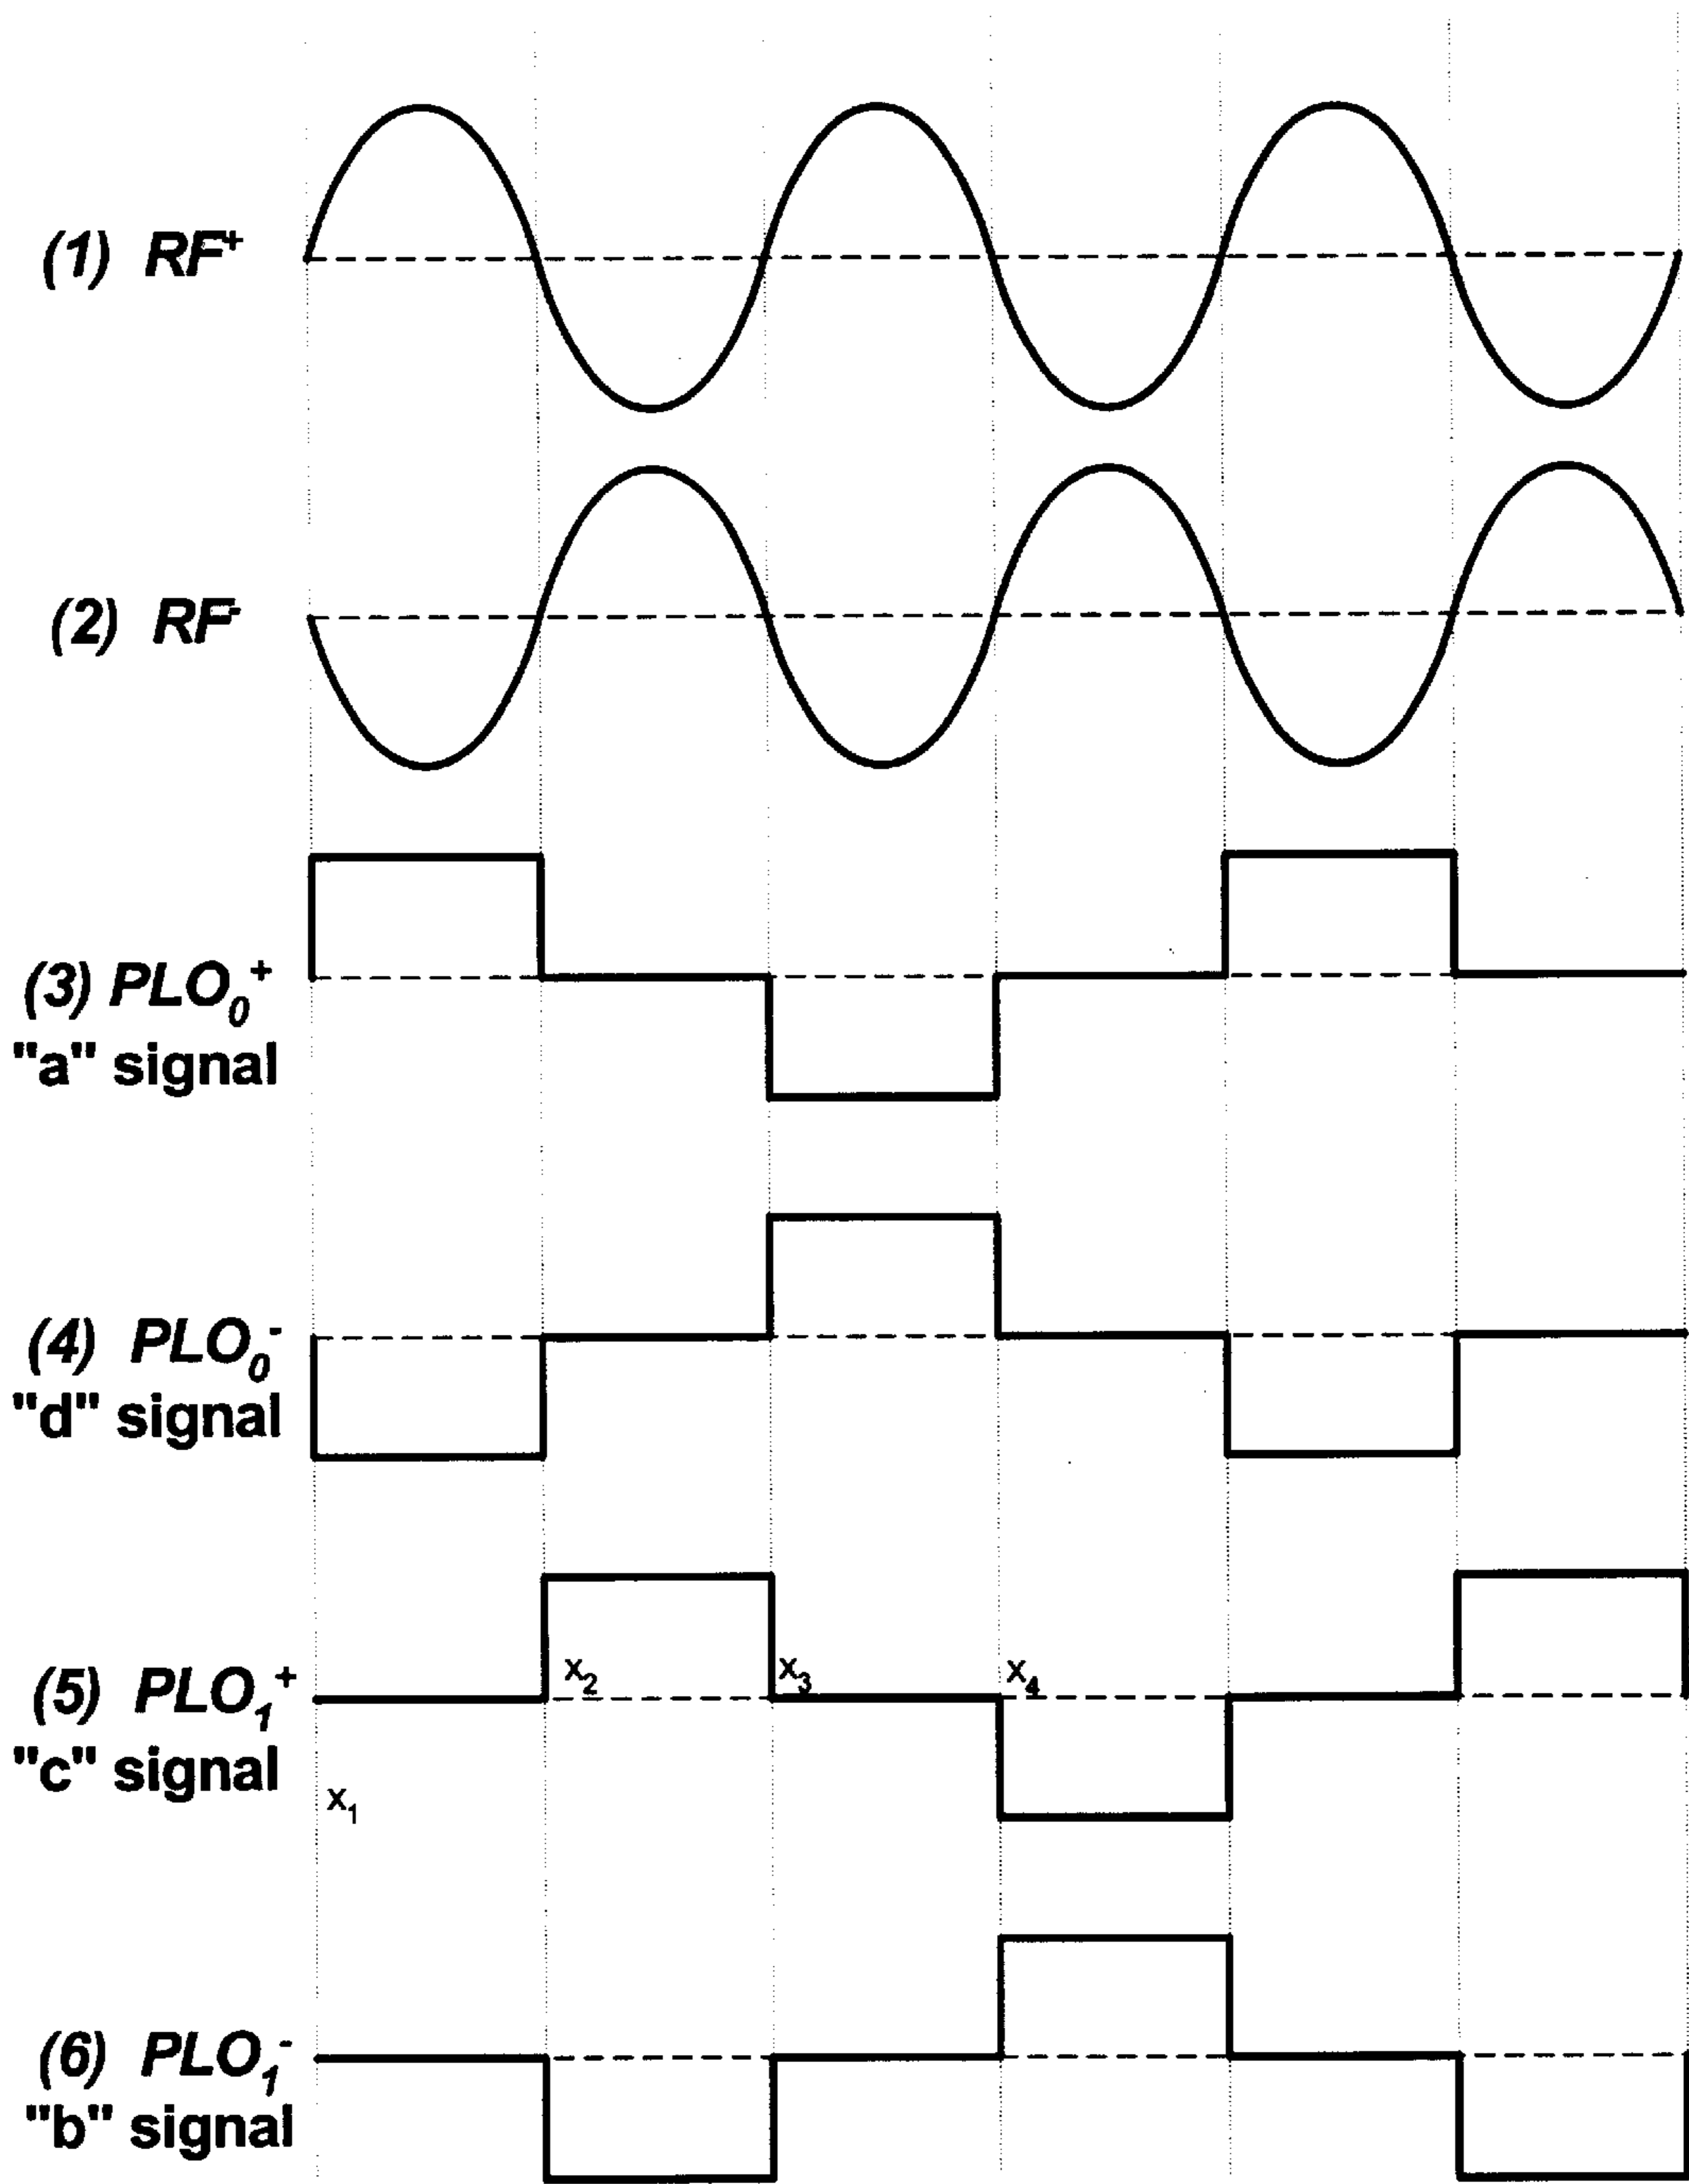 (1) RF⁺
(2) RF⁻
(3) PLO₀⁺
"a" signal
(4) PLO₀⁻
"d" signal
(5) PLO₁⁺
"c" signal
x₂ x₃ x₄
x₁
(6) PLO₁⁻
"b" signal